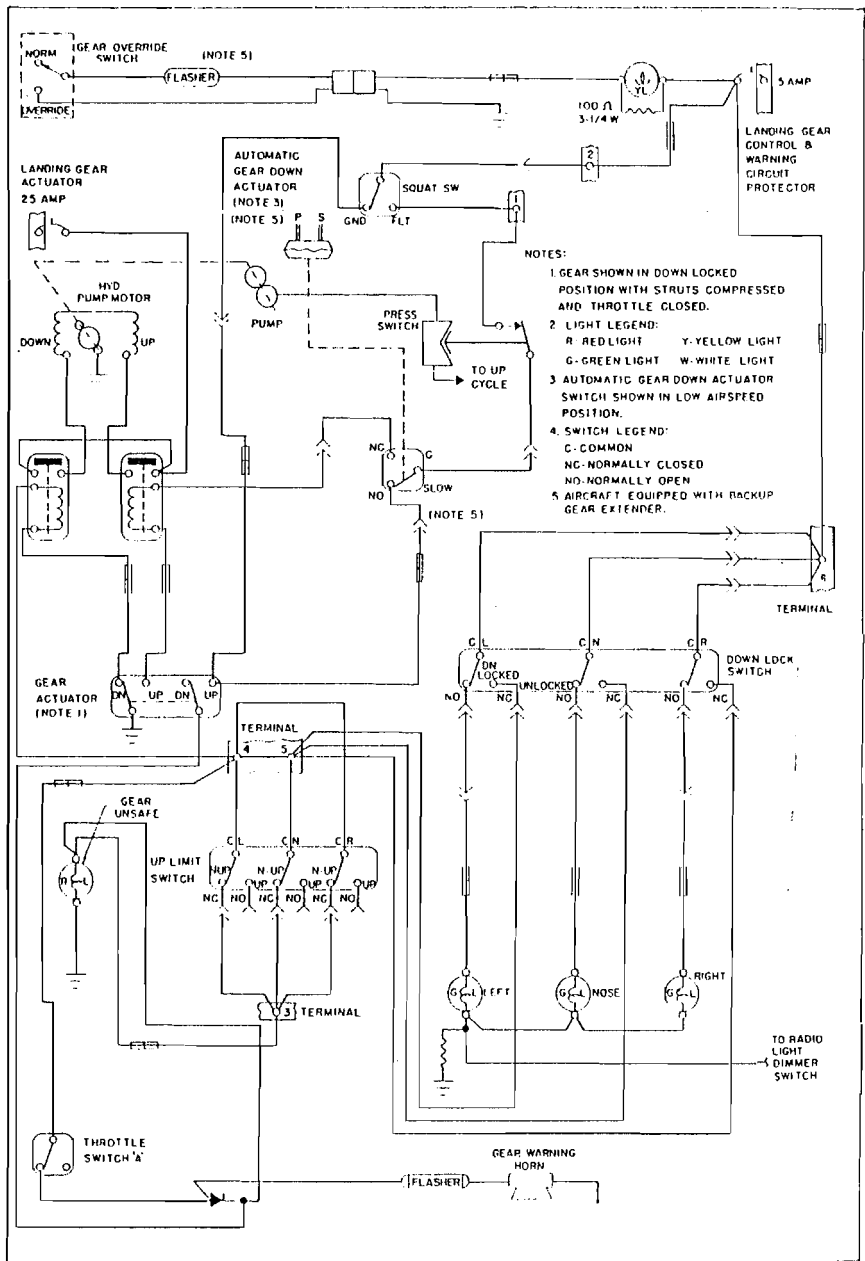 NORM
OVERRIDE
GEAR OVERRIDE
SWITCH
(NOTE 5)
FLASHER
YL
100 Ω
3-1/4 W
1
5 AMP
LANDING GEAR
CONTROL &
WARNING
CIRCUIT
PROTECTOR
LANDING GEAR
ACTUATOR
25 AMP
AUTOMATIC
GEAR DOWN
ACTUATOR
(NOTE 3)
(NOTE 5)
P S
SQUAT SW
GND FLT
2
1
HYD
PUMP MOTOR
DOWN
UP
PUMP
PRESS
SWITCH
TO UP
CYCLE
NOTES:
1. GEAR SHOWN IN DOWN LOCKED
POSITION WITH STRUTS COMPRESSED
AND THROTTLE CLOSED.
2 LIGHT LEGEND:
R-RED LIGHT Y-YELLOW LIGHT
G-GREEN LIGHT W-WHITE LIGHT
3 AUTOMATIC GEAR DOWN ACTUATOR
SWITCH SHOWN IN LOW AIRSPEED
POSITION.
4. SWITCH LEGEND:
C-COMMON
NC-NORMALLY CLOSED
NO-NORMALLY OPEN
5 AIRCRAFT EQUIPPED WITH BACKUP
GEAR EXTENDER.
NC
NO
SLOW
(NOTE 5)
TERMINAL
C L
C N
C R
DN
LOCKED
UNLOCKED
DOWN LOCK
SWITCH
NO NC NO NC NO NC
GEAR
ACTUATOR
(NOTE 1)
DN UP DN UP
TERMINAL
4 5
GEAR
UNSAFE
R L
UP LIMIT
SWITCH
C L C N C R
N-UP UP N-UP UP N-UP UP
NC NO NC NO NC NO
3 TERMINAL
G L LEFT
G L NOSE
G L RIGHT
TO RADIO
LIGHT
DIMMER
SWITCH
THROTTLE
SWITCH 'A'
FLASHER
GEAR WARNING
HORN